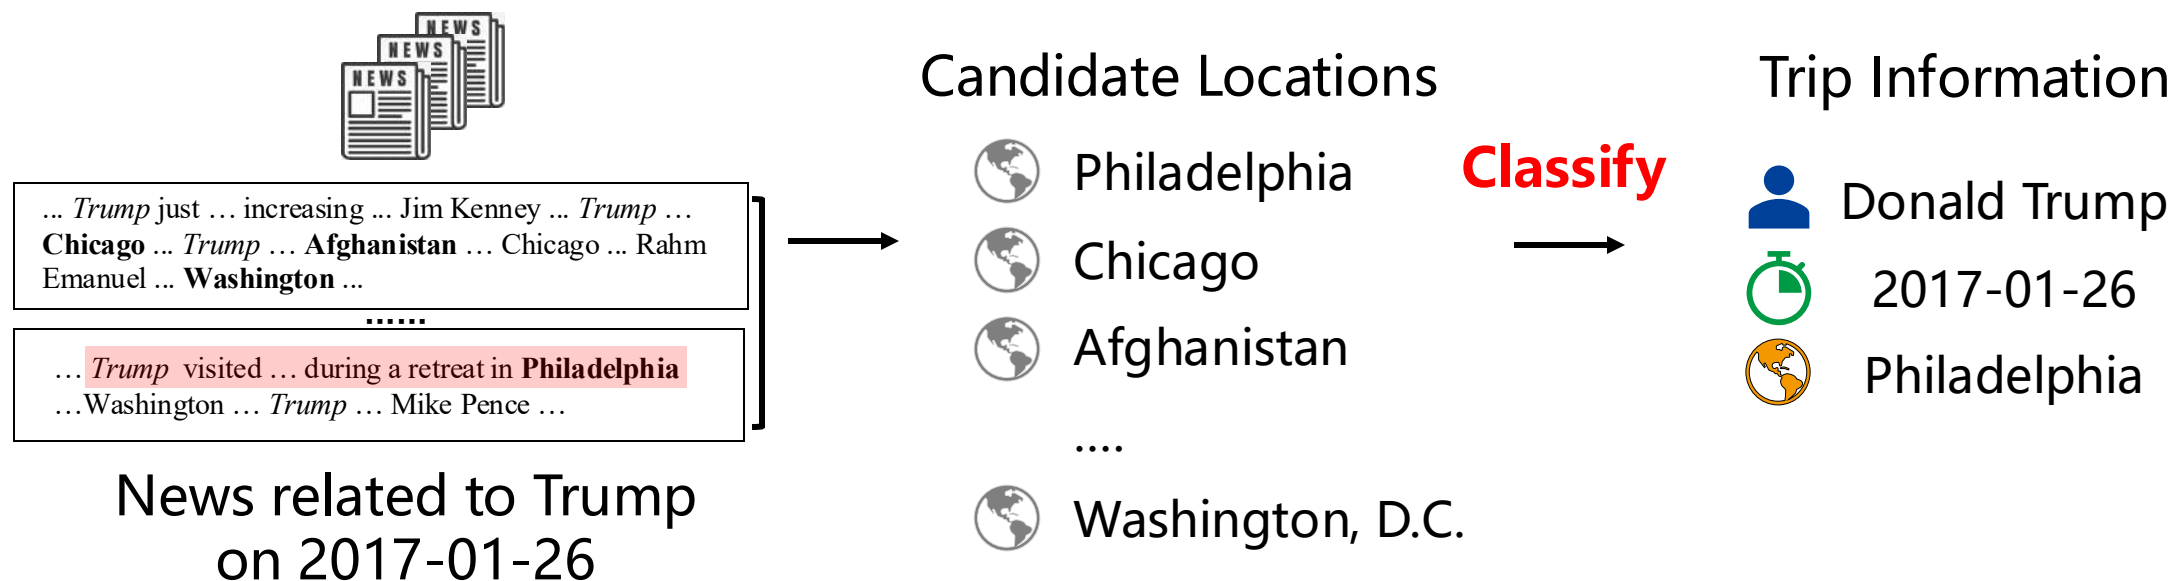 NEWS
NEWS
NEWS
... Trump just … increasing ... Jim Kenney ... Trump …
Chicago ... Trump … Afghanistan … Chicago ... Rahm
Emanuel ... Washington ...
......
… Trump visited … during a retreat in Philadelphia
…Washington … Trump … Mike Pence …
News related to Trump
on 2017-01-26
Candidate Locations
Philadelphia
Chicago
Afghanistan
....
Washington, D.C.
Classify
Trip Information
Donald Trump
2017-01-26
Philadelphia